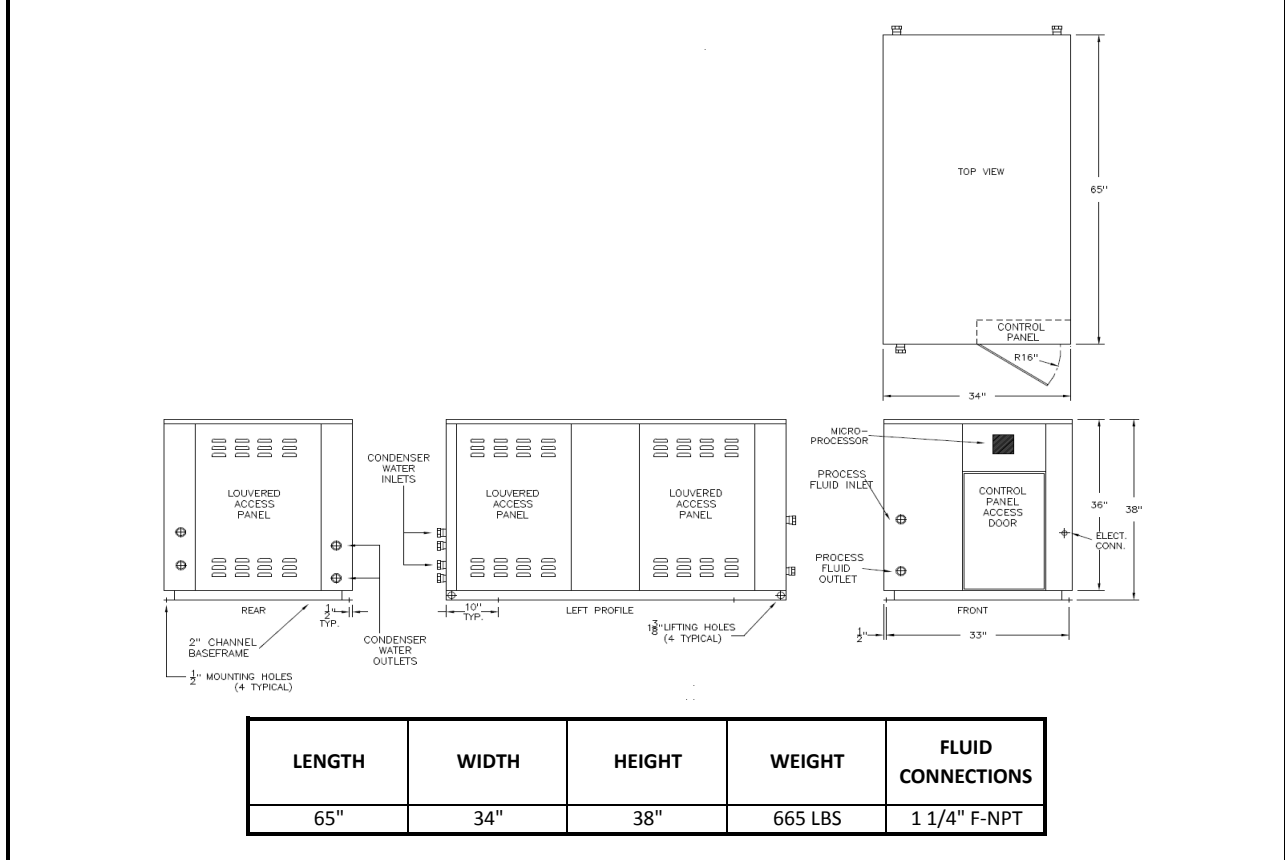 TOP VIEW
65"
CONTROL
PANEL
R16"
34"
LOUVERED
ACCESS
PANEL
REAR
1/2"
TYP.
2" CHANNEL
BASEFRAME
1/2" MOUNTING HOLES
(4 TYPICAL)
CONDENSER
WATER
OUTLETS
CONDENSER
WATER
INLETS
LOUVERED
ACCESS
PANEL
LOUVERED
ACCESS
PANEL
10"
TYP.
LEFT PROFILE
1 3/8" LIFTING HOLES
(4 TYPICAL)
MICRO-
PROCESSOR
PROCESS
FLUID INLET
PROCESS
FLUID
OUTLET
CONTROL
PANEL
ACCESS
DOOR
36"
38"
ELECT.
CONN.
FRONT
1/2"
33"
LENGTH WIDTH HEIGHT WEIGHT FLUID CONNECTIONS
65" 34" 38" 665 LBS 1 1/4" F-NPT